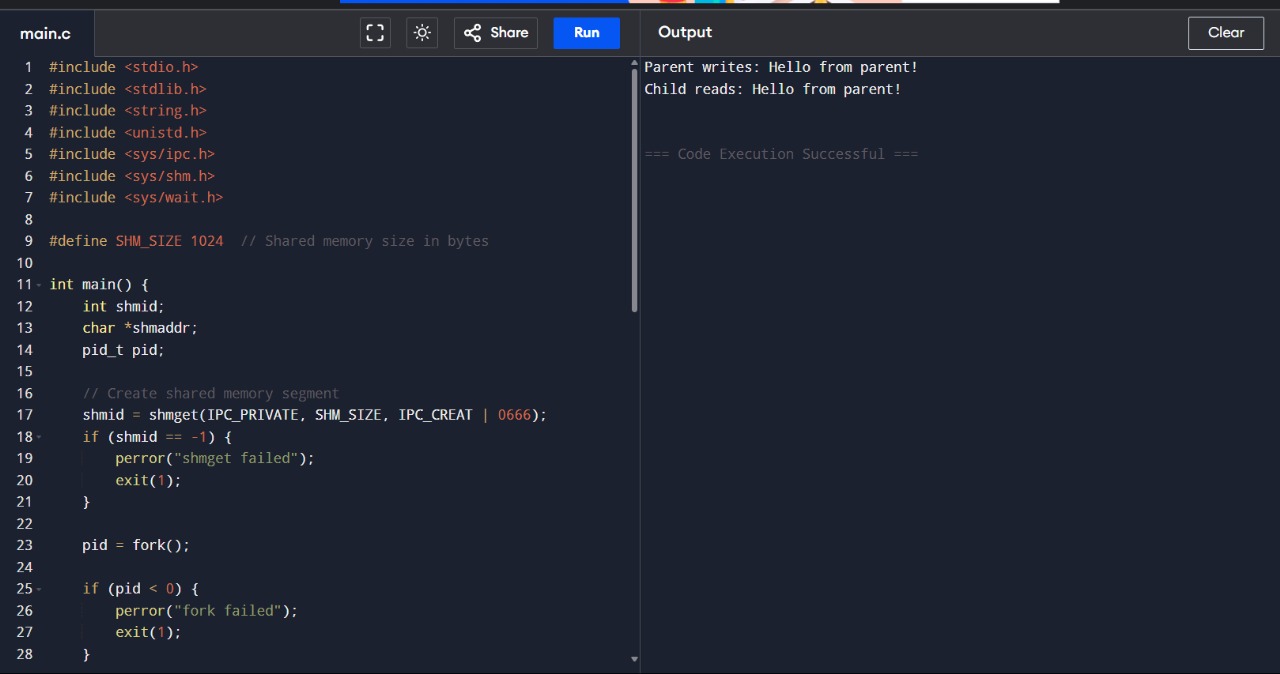 main.c
Share
Run
Output
Clear
1 #include <stdio.h>
2 #include <stdlib.h>
3 #include <string.h>
4 #include <unistd.h>
5 #include <sys/ipc.h>
6 #include <sys/shm.h>
7 #include <sys/wait.h>
8
9 #define SHM_SIZE 1024  // Shared memory size in bytes
10
11 int main() {
12     int shmid;
13     char *shmaddr;
14     pid_t pid;
15
16     // Create shared memory segment
17     shmid = shmget(IPC_PRIVATE, SHM_SIZE, IPC_CREAT | 0666);
18     if (shmid == -1) {
19         perror("shmget failed");
20         exit(1);
21     }
22
23     pid = fork();
24
25     if (pid < 0) {
26         perror("fork failed");
27         exit(1);
28     }
Parent writes: Hello from parent!
Child reads: Hello from parent!
=== Code Execution Successful ===